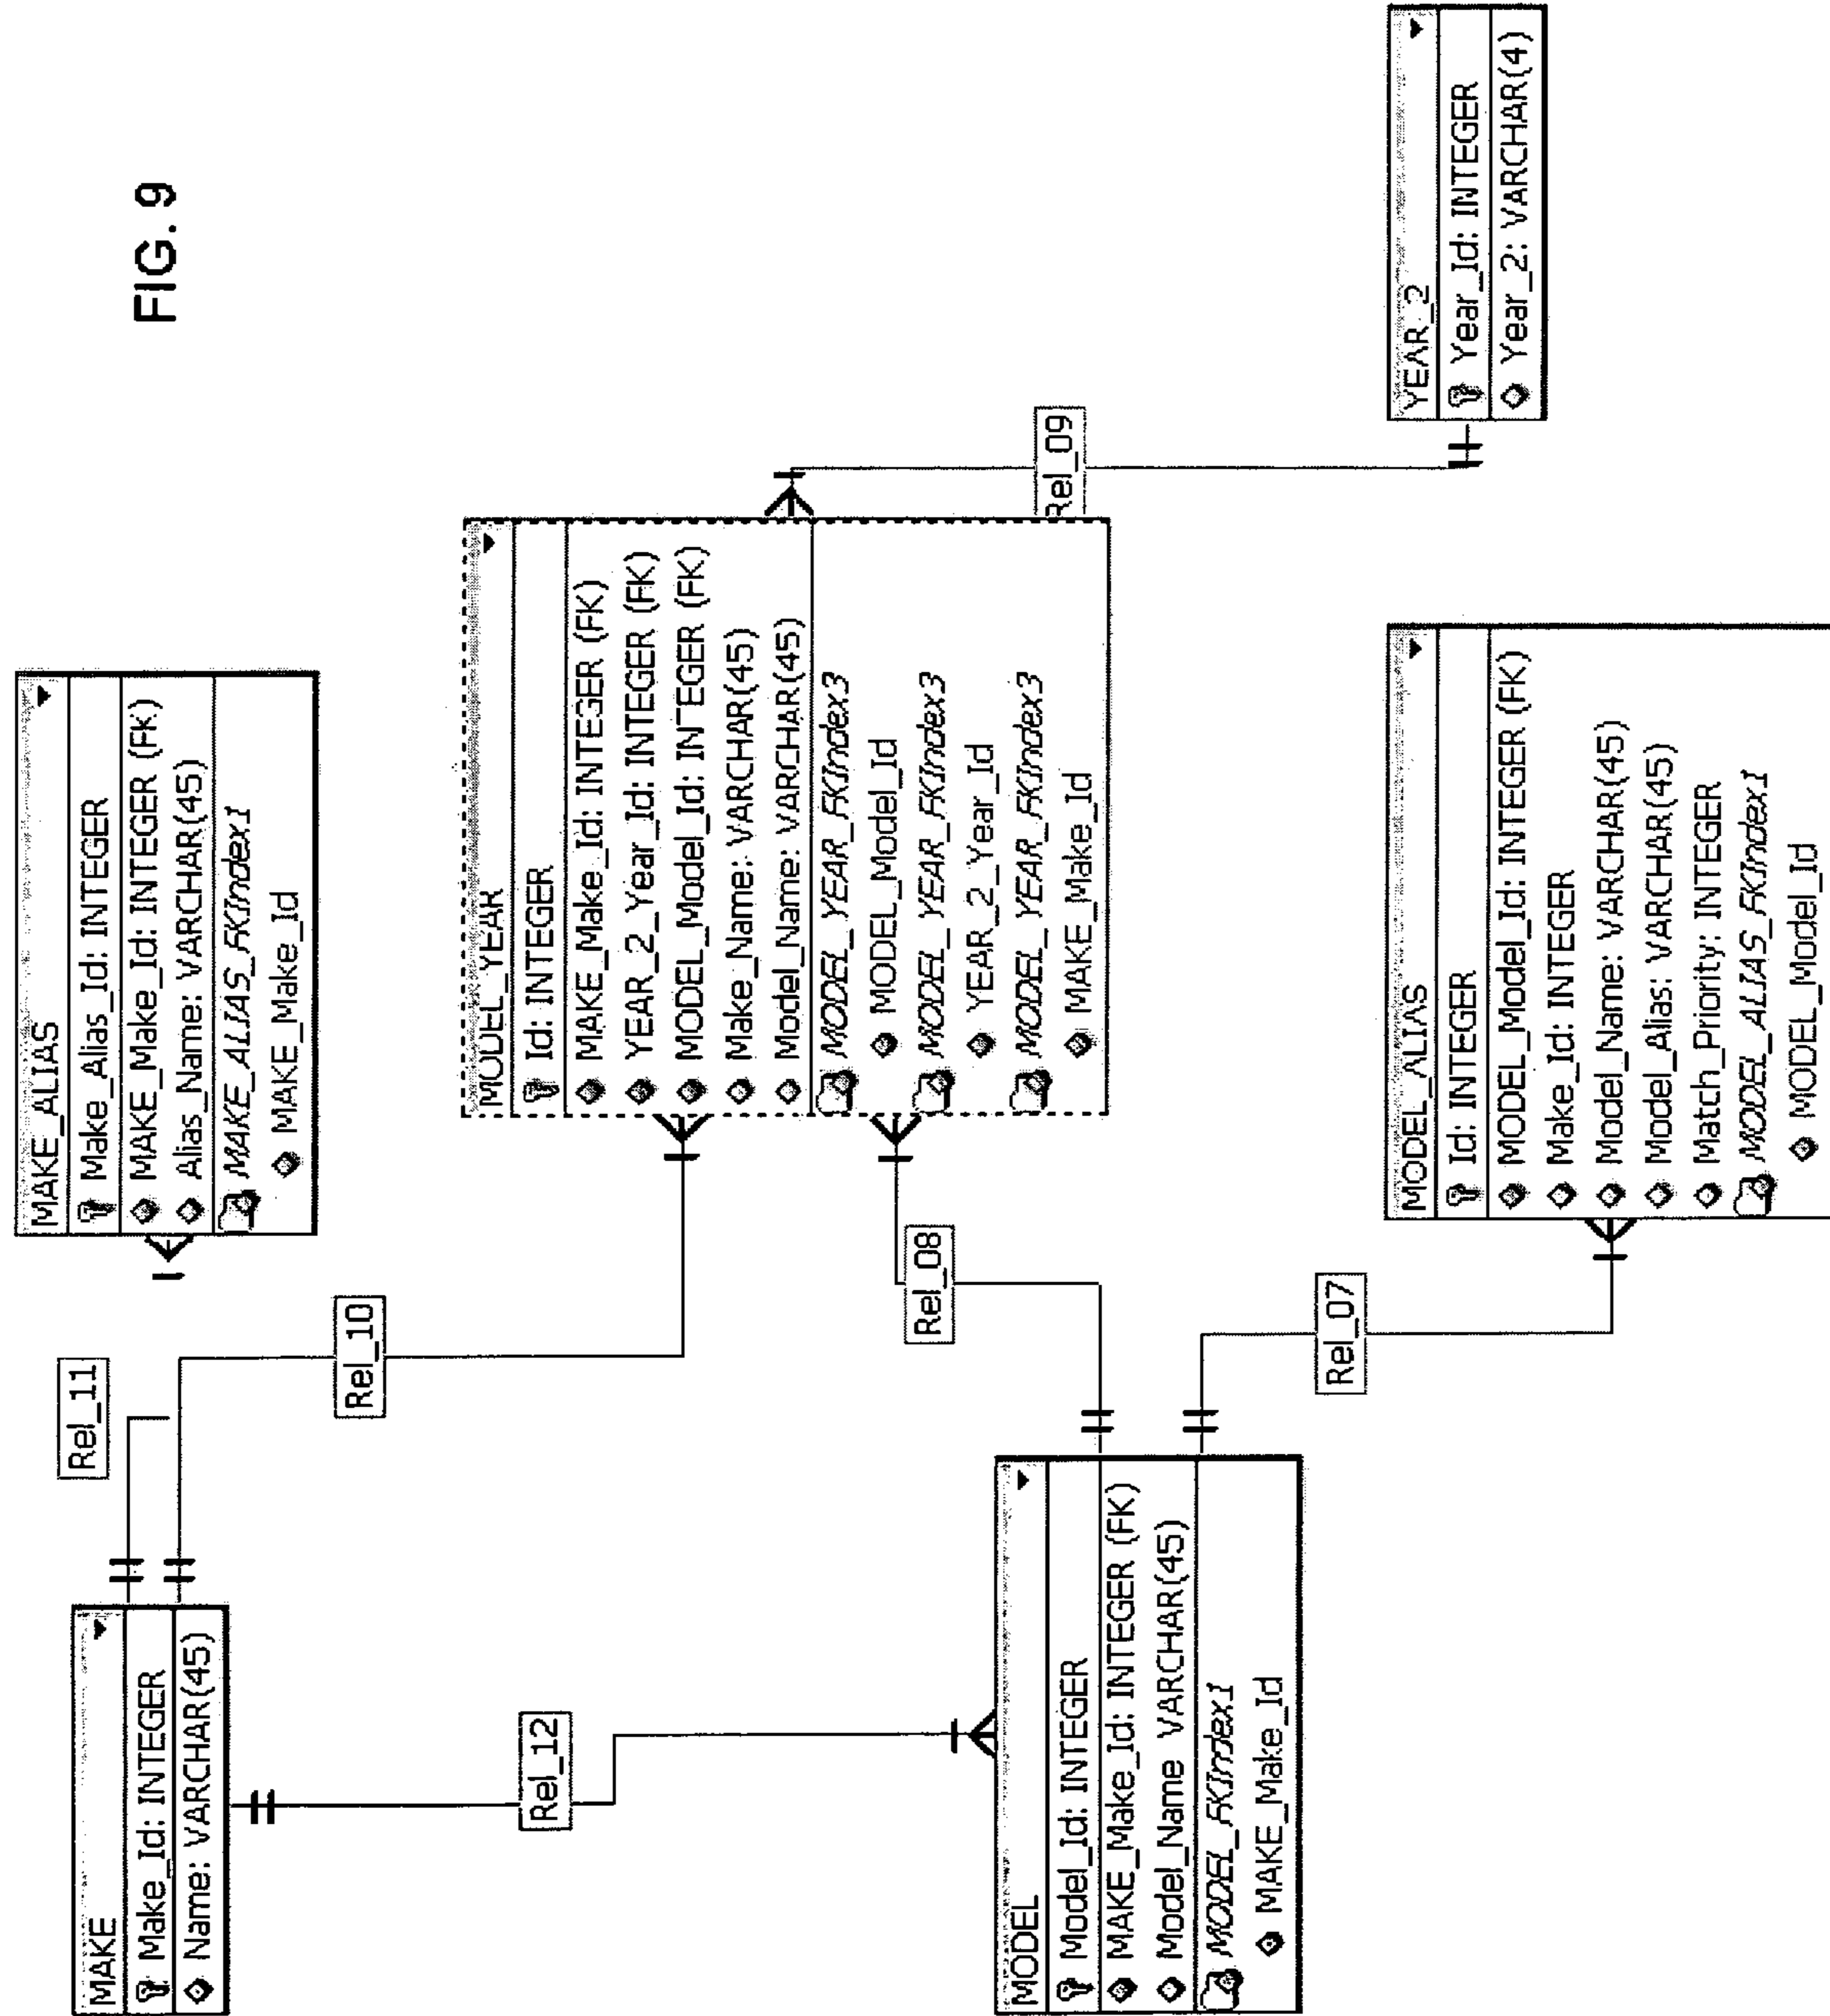 FIG. 9
MAKE
Make_Id: INTEGER
Name: VARCHAR(45)
Rel_11
Rel_10
MAKE_ALIAS
Make_Alias_Id: INTEGER
MAKE_Make_Id: INTEGER (FK)
Alias_Name: VARCHAR(45)
MAKE_ALIAS_FKIndex1
MAKE_Make_Id
Rel_12
MODEL_YEAR
Id: INTEGER
MAKE_Make_Id: INTEGER (FK)
YEAR_2_Year_Id: INTEGER (FK)
MODEL_Model_Id: INTEGER (FK)
Make_Name: VARCHAR(45)
Model_Name: VARCHAR(45)
MODEL_YEAR_FKIndex3
MODEL_Model_Id
MODEL_YEAR_FKIndex3
YEAR_2_Year_Id
MODEL_YEAR_FKIndex3
MAKE_Make_Id
Rel_08
Rel_09
MODEL
Model_Id: INTEGER
MAKE_Make_Id: INTEGER (FK)
Model_Name VARCHAR(45)
MODEL_FKIndex1
MAKE_Make_Id
Rel_07
MODEL_ALIAS
Id: INTEGER
MODEL_Model_Id: INTEGER (FK)
Make_Id: INTEGER
Model_Name: VARCHAR(45)
Model_Alias: VARCHAR(45)
Match_Priority: INTEGER
MODEL_ALIAS_FKIndex1
MODEL_Model_Id
YEAR_2
Year_Id: INTEGER
Year_2: VARCHAR(4)